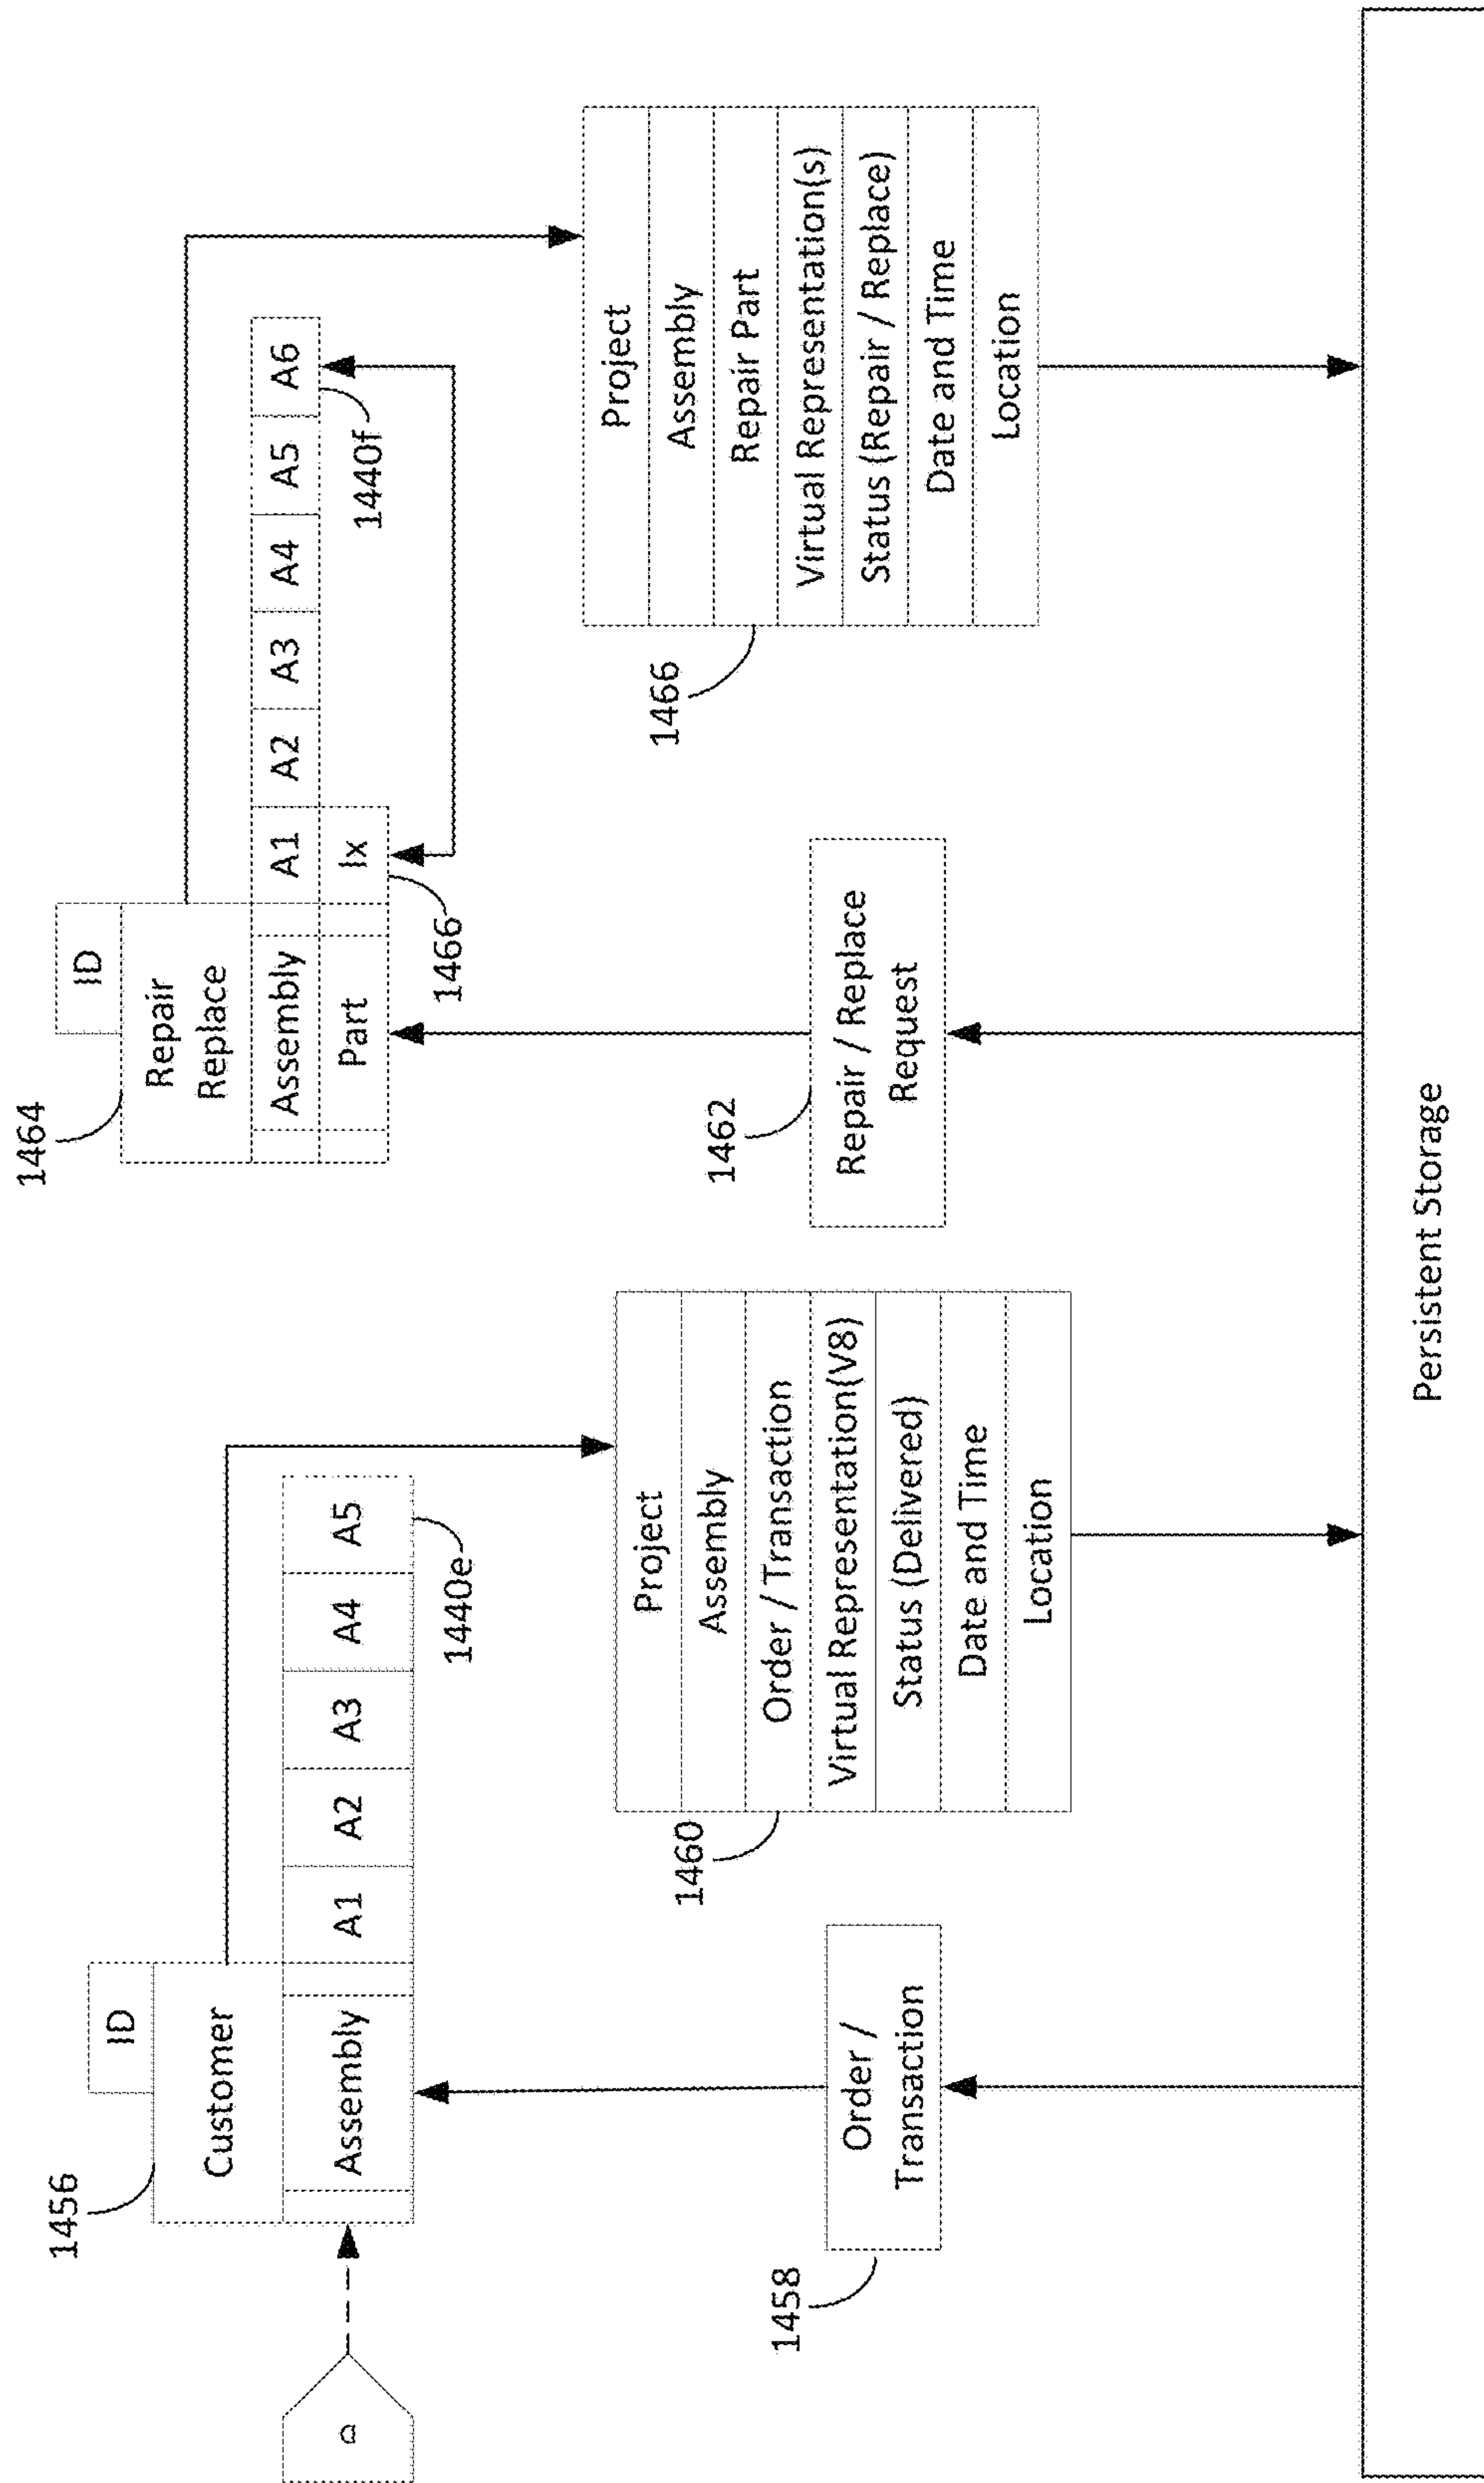 1456
ID
Customer
Assembly
A1
A2
A3
A4
A5
1440e
a
1458
Order /
Transaction
1460
Project
Assembly
Order / Transaction
Virtual Representation(V8)
Status (Delivered)
Date and Time
Location
1464
ID
Repair
Replace
Assembly
A1
A2
A3
A4
A5
A6
Part
Ix
1466
1440f
1462
Repair / Replace
Request
1466
Project
Assembly
Repair Part
Virtual Representation(s)
Status (Repair / Replace)
Date and Time
Location
Persistent Storage